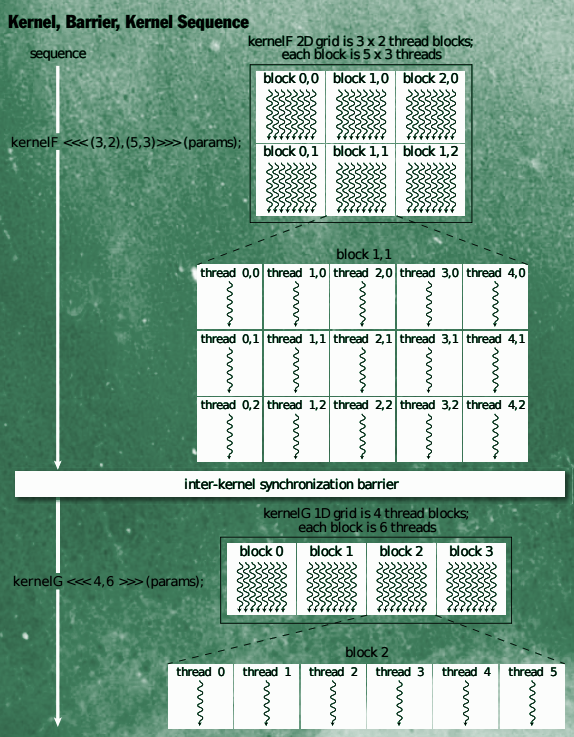 Kernel, Barrier, Kernel Sequence
sequence
kernelF 2D grid is 3 x 2 thread blocks;
each block is 5 x 3 threads
block 0,0 block 1,0 block 2,0
kernelF <<< (3,2),(5,3)>>> (params);
block 0,1 block 1,1 block 1,2
block 1,1
thread 0,0 thread 1,0 thread 2,0 thread 3,0 thread 4,0
thread 0,1 thread 1,1 thread 2,1 thread 3,1 thread 4,1
thread 0,2 thread 1,2 thread 2,2 thread 3,2 thread 4,2
inter-kernel synchronization barrier
kernelG 1D grid is 4 thread blocks;
each block is 6 threads
block 0 block 1 block 2 block 3
kernelG <<< 4,6 >>> (params);
block 2
thread 0 thread 1 thread 2 thread 3 thread 4 thread 5